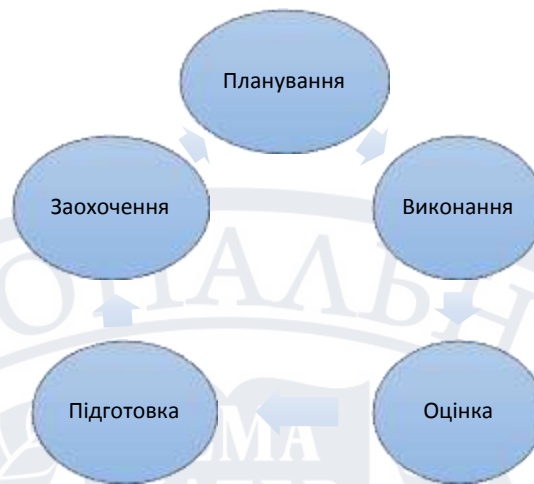 Планування
Заохочення
Виконання
Підготовка
Оцінка